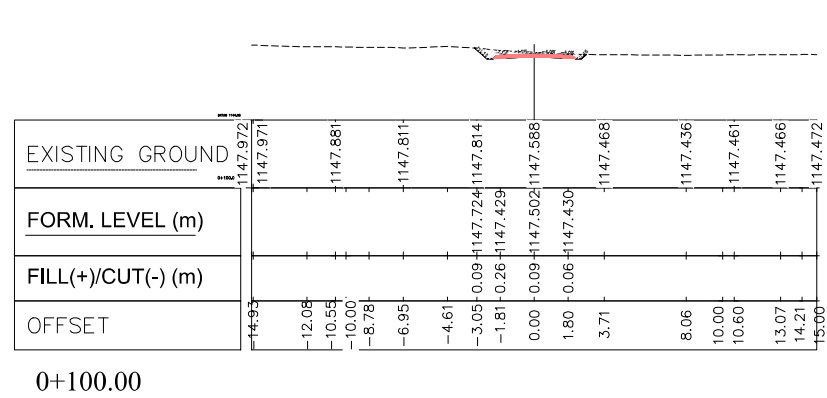 EXISTING GROUND 1147.972 1147.971 1147.881 1147.811 1147.814 1147.588 1147.468 1147.436 1147.461 1147.466 1147.472
FORM. LEVEL (m) 1147.724 1147.429 1147.502 1147.430
FILL(+)/CUT(-) (m) 0.09 0.26 0.09 0.06
OFFSET -14.93 -12.08 -10.55 -10.00 -8.78 -6.95 -4.61 -3.05 -1.81 0.00 1.80 3.71 8.06 10.00 10.60 13.07 14.21 15.00
0+100.00